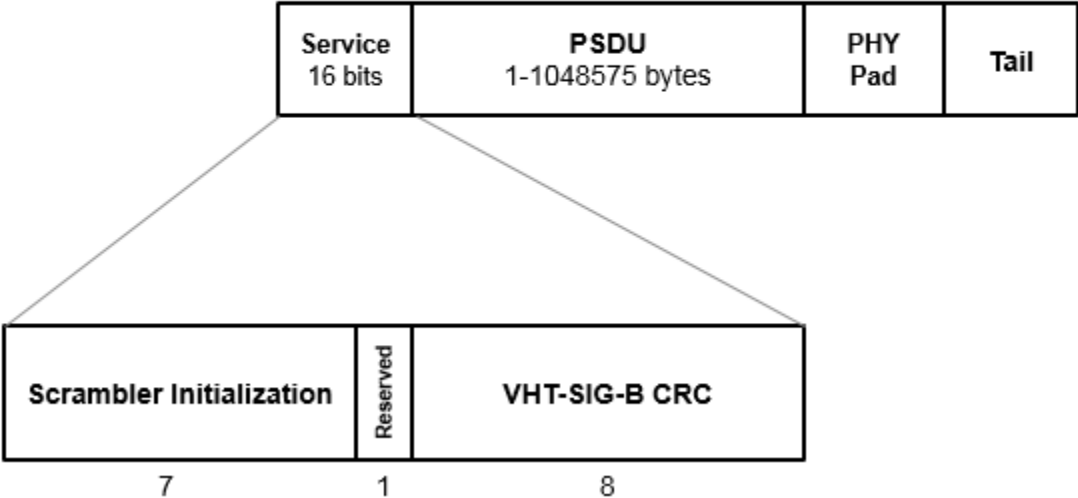 Service
16 bits
PSDU
1-1048575 bytes
PHY
Pad
Tail
Scrambler Initialization
Reserved
VHT-SIG-B CRC
7
1
8